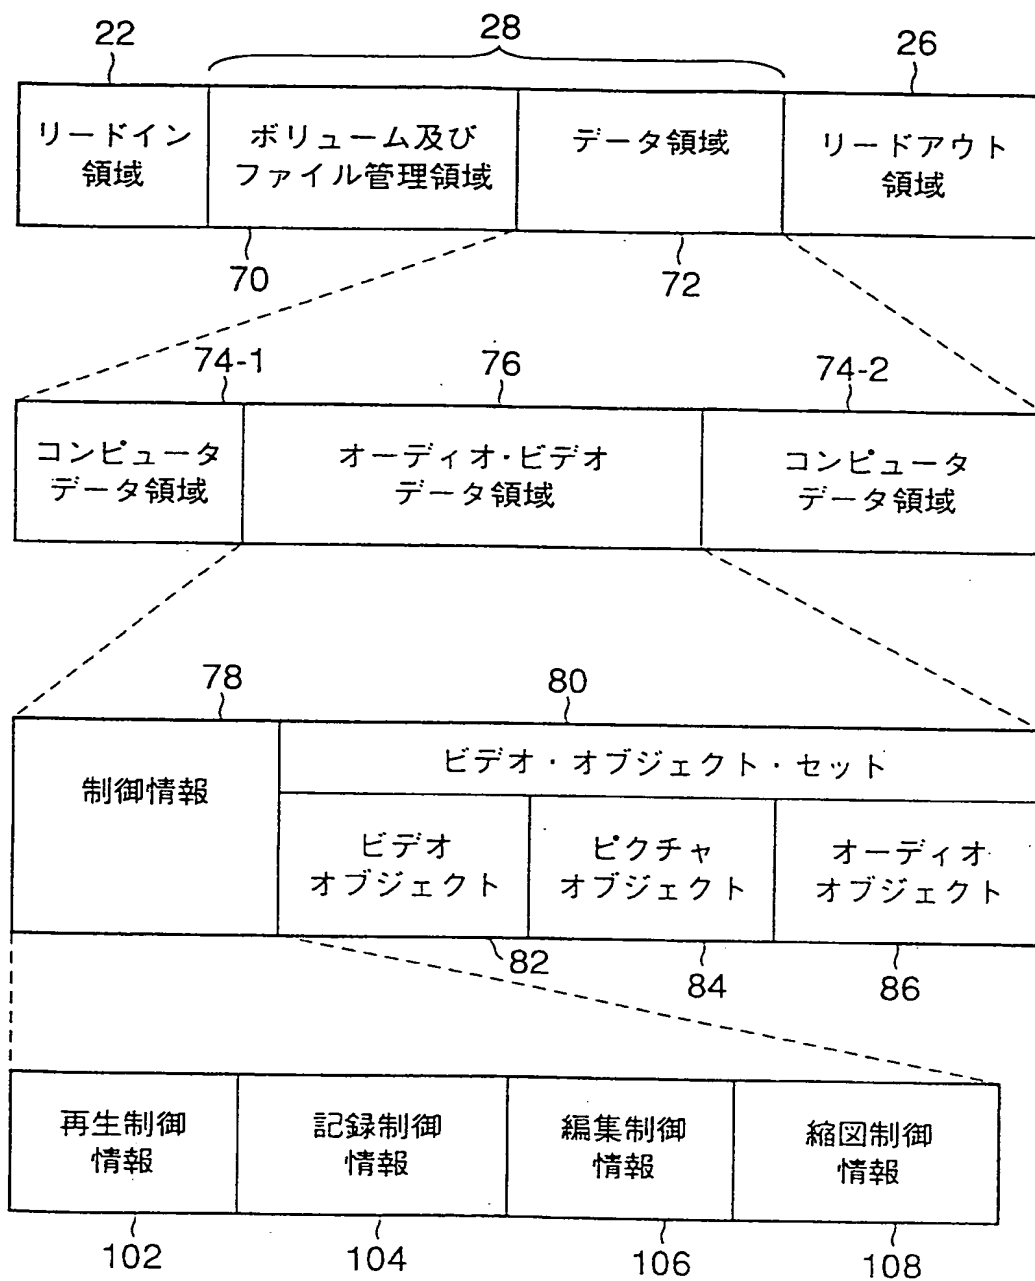 22
28
26
リードイン
領域
ボリューム及び
ファイル管理領域
データ領域
リードアウト
領域
70
72
74-1
76
74-2
コンピュータ
データ領域
オーディオ・ビデオ
データ領域
コンピュータ
データ領域
78
80
制御情報
ビデオ・オブジェクト・セット
ビデオ
オブジェクト
ピクチャ
オブジェクト
オーディオ
オブジェクト
82
84
86
再生制御
情報
記録制御
情報
編集制御
情報
縮図制御
情報
102
104
106
108